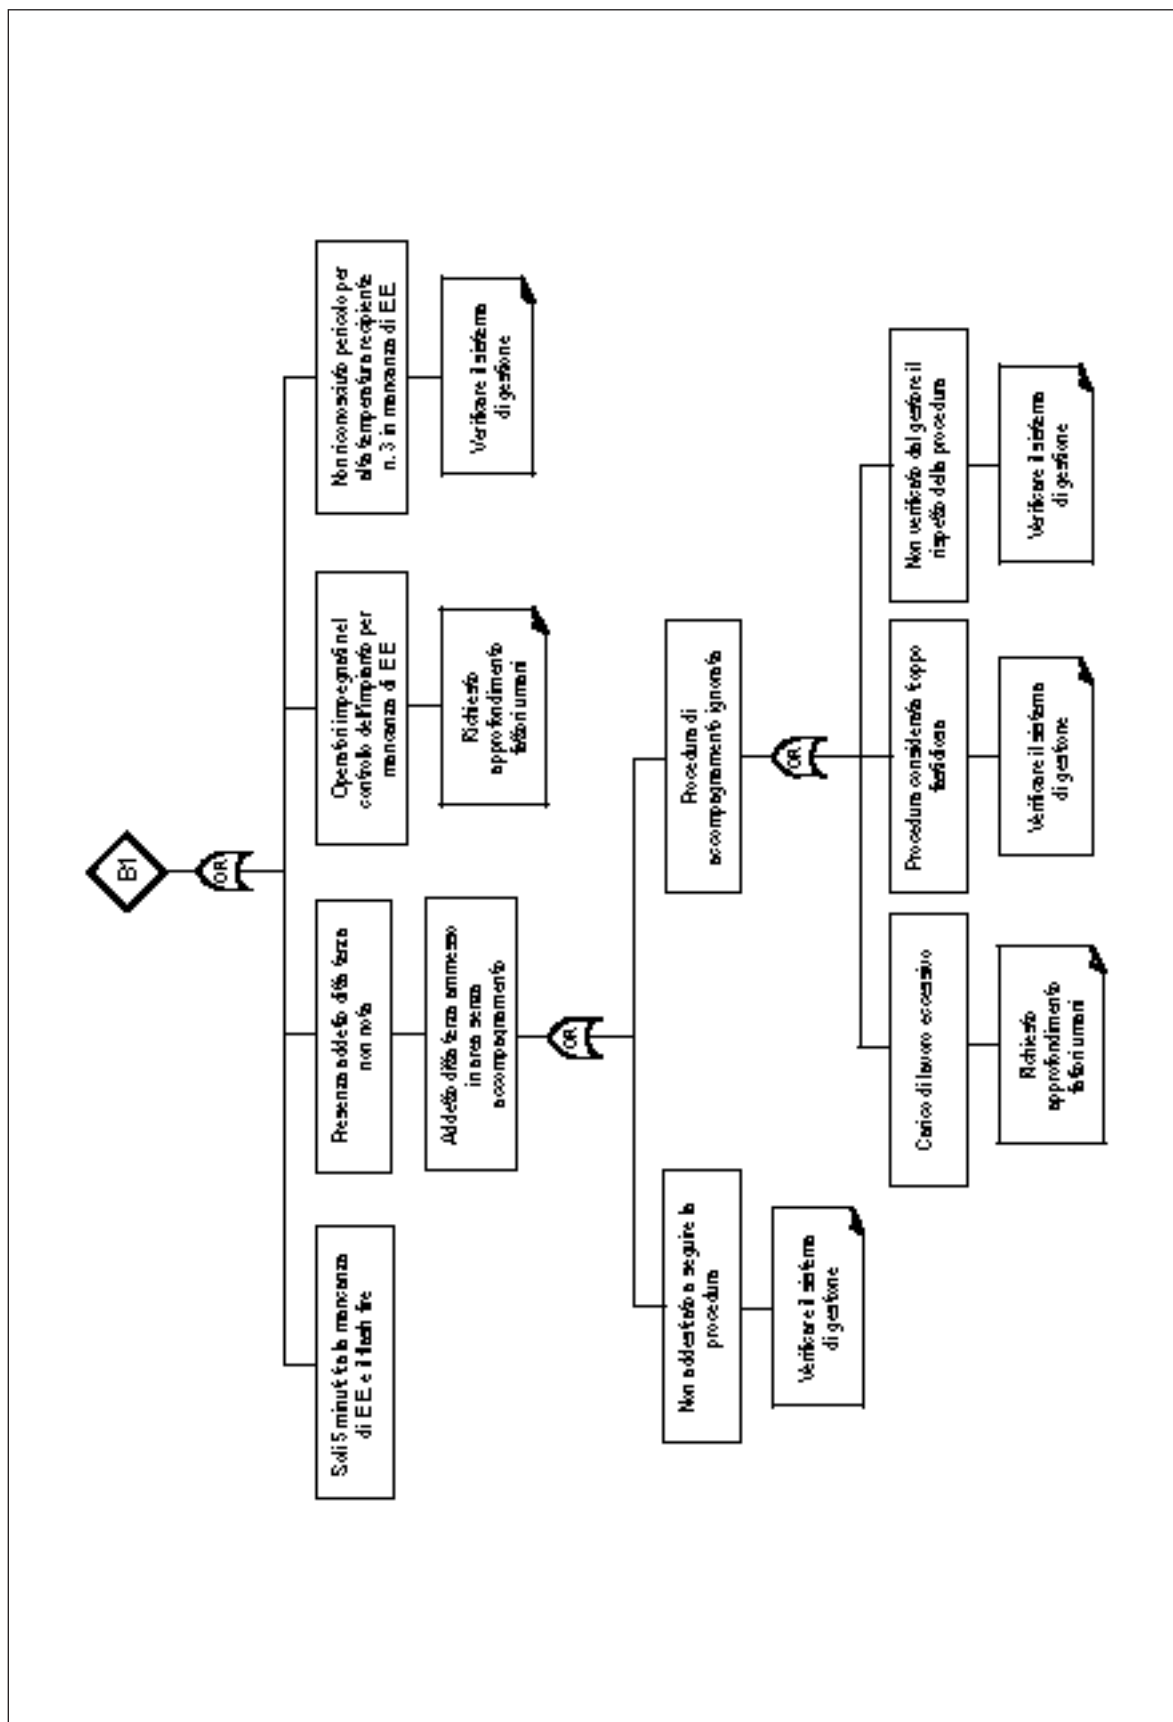 B1
OR
Soli 5 minuti tra la mancanza
di E.E. e il flash fire
Presenza addetto ditta terza
non nota
Operatori impegnati nel
controllo dell'impianto per
mancanza di EE
Non riconosciuto pericolo per
alta temperatura recipiente
n. 3 in mancanza di E.E.
Addetto ditta terza ammesso
in area senza
accompagnamento
Richiesto
approfondimento
fattori umani
Verificare il sistema
di gestione
OR
Non addestrato a seguire la
procedura
Procedura di
accompagnamento ignorata
Verificare il sistema
di gestione
OR
Carico di lavoro eccessivo
Procedura considerata troppo
fastidiosa
Non verificato dal gestore il
rispetto della procedura
Richiesto
approfondimento
fattori umani
Verificare il sistema
di gestione
Verificare il sistema
di gestione